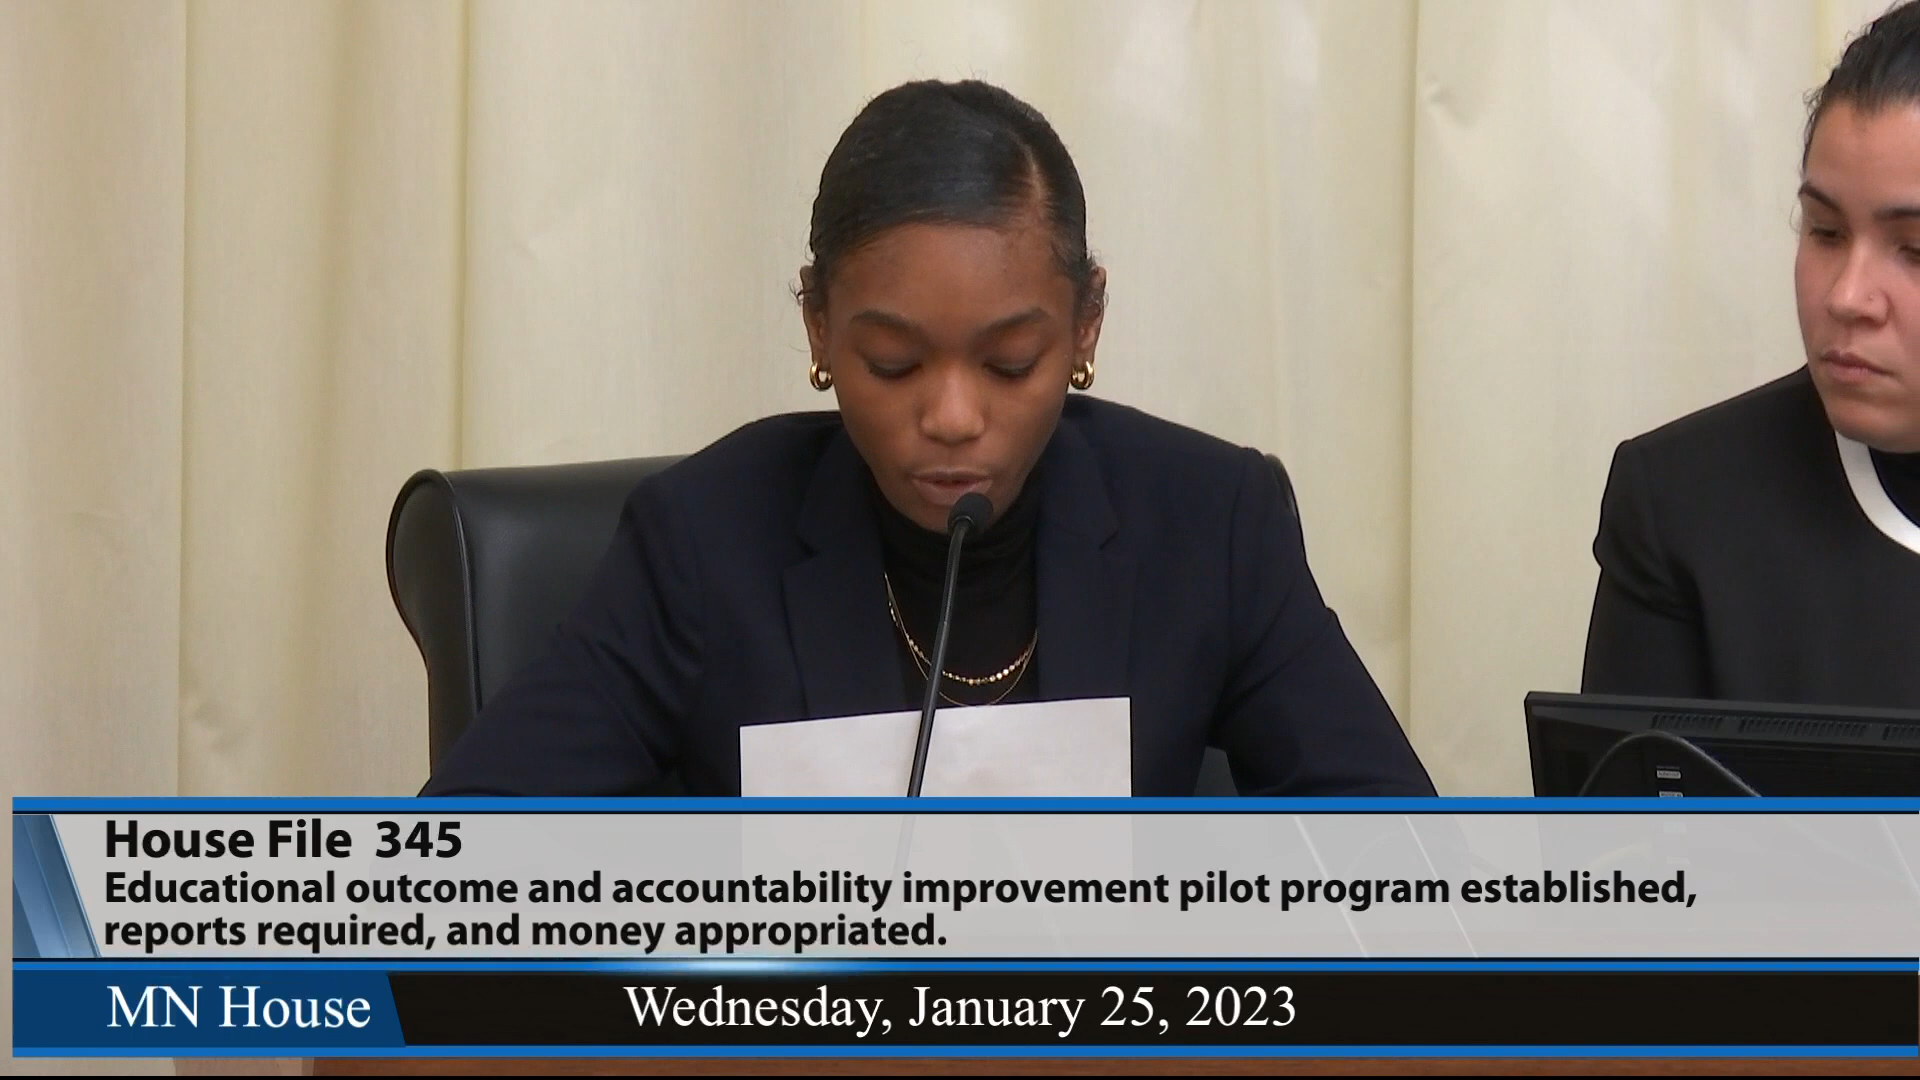 House File 345
Educational outcome and accountability improvement pilot program established,
reports required, and money appropriated.
MN House
Wednesday, January 25, 2023